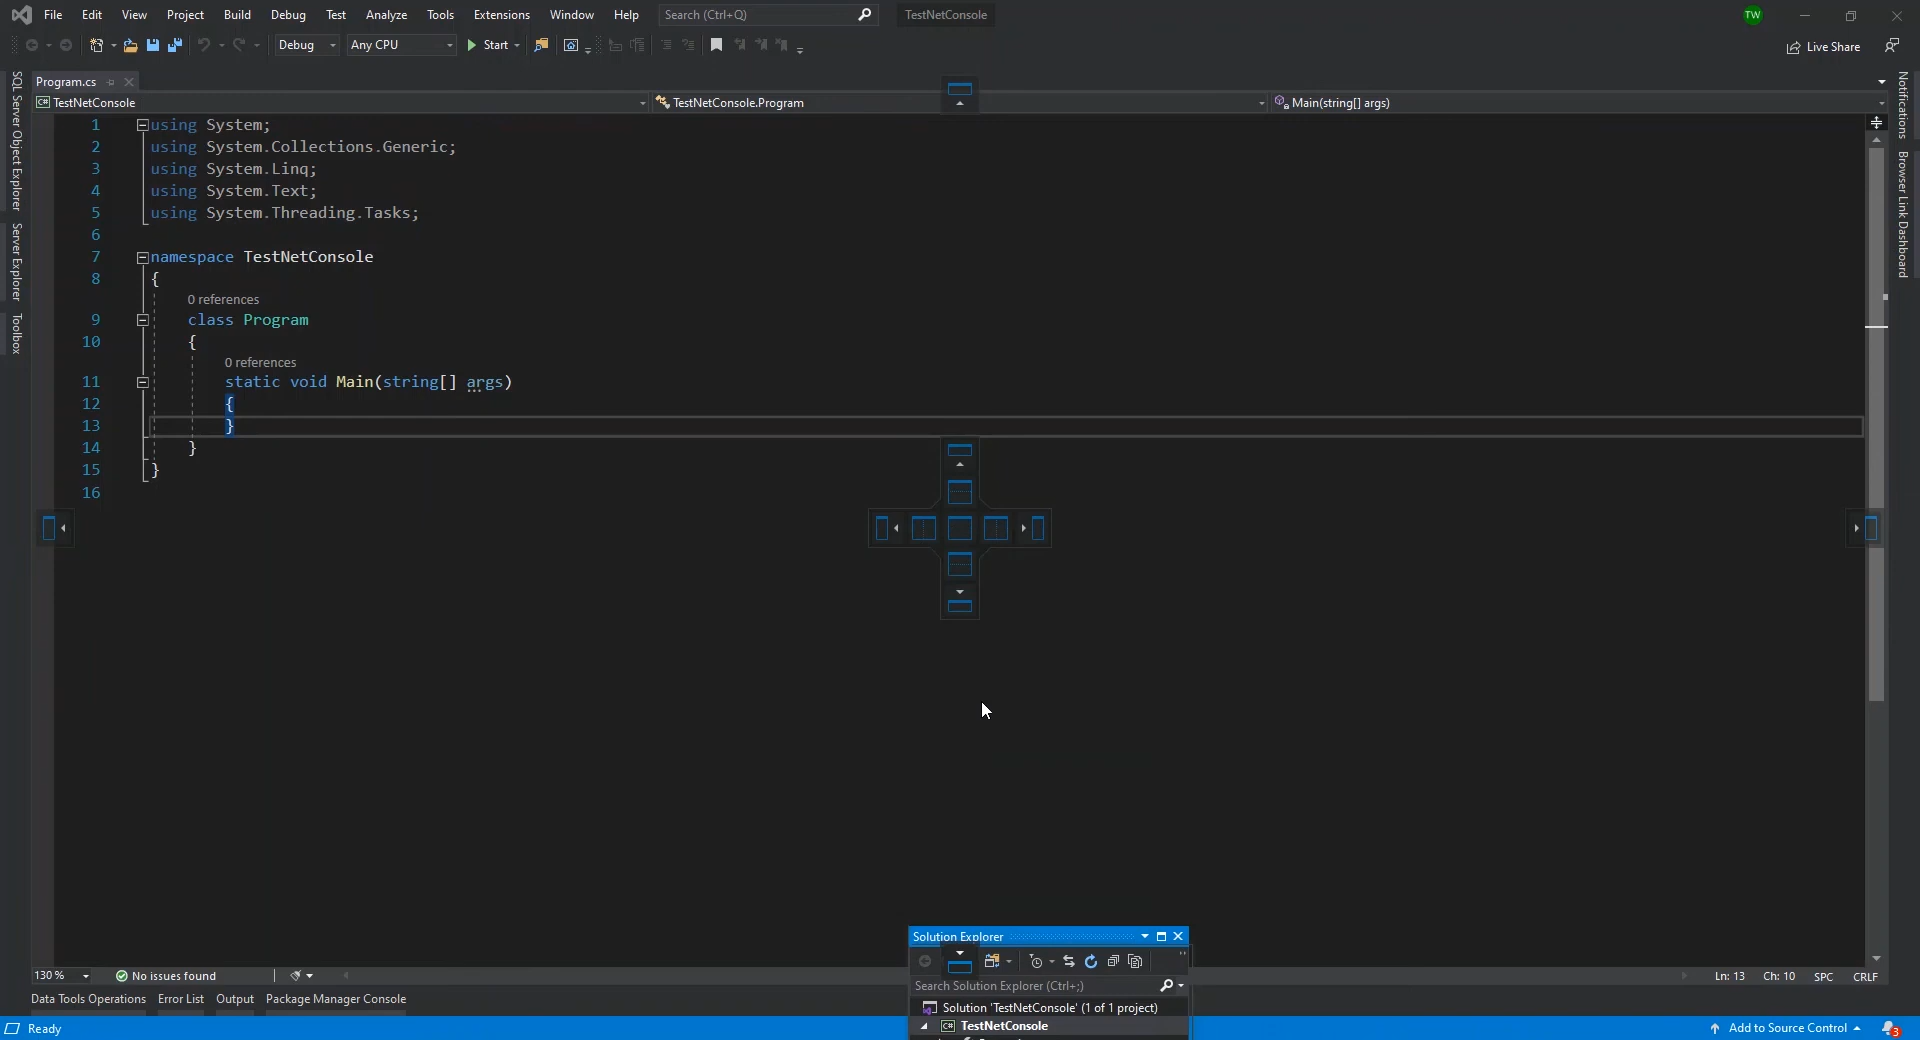 File Edit View Project Build Debug Test Analyze Tools Extensions Window Help Search (Ctrl+Q) TestNetConsole TW
Debug Any CPU Start Live Share
Program.cs
TestNetConsole TestNetConsole.Program Main(string[] args)
SQL Server Object Explorer
Server Explorer
Toolbox
1 using System;
2 using System.Collections.Generic;
3 using System.Linq;
4 using System.Text;
5 using System.Threading.Tasks;
6
7 namespace TestNetConsole
8 {
0 references
9 class Program
10 {
0 references
11 static void Main(string[] args)
12 {
13 }
14 }
15 }
16
Notifications
Browser Link Dashboard
Solution Explorer
Search Solution Explorer (Ctrl+;)
Solution 'TestNetConsole' (1 of 1 project)
C# TestNetConsole
130 % No issues found Ln: 13 Ch: 10 SPC CRLF
Data Tools Operations Error List Output Package Manager Console
Ready Add to Source Control 3